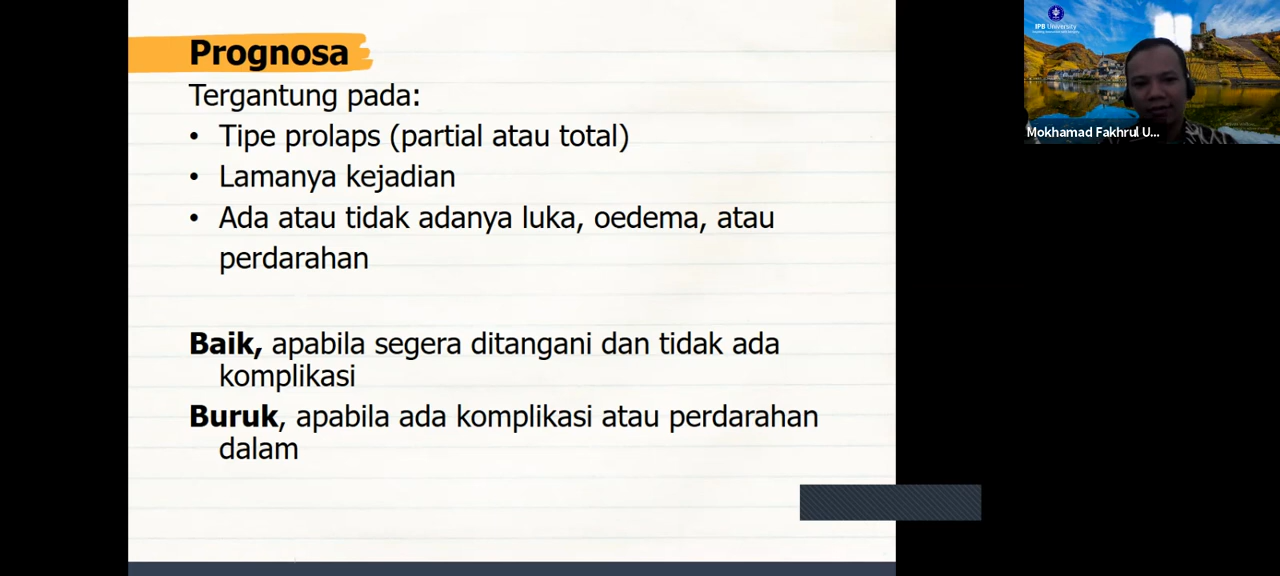 Prognosa
Tergantung pada:
• Tipe prolaps (partial atau total)
• Lamanya kejadian
• Ada atau tidak adanya luka, oedema, atau
perdarahan
Baik, apabila segera ditangani dan tidak ada
komplikasi
Buruk, apabila ada komplikasi atau perdarahan
dalam
IPB University
Mokhamad Fakhrul U...